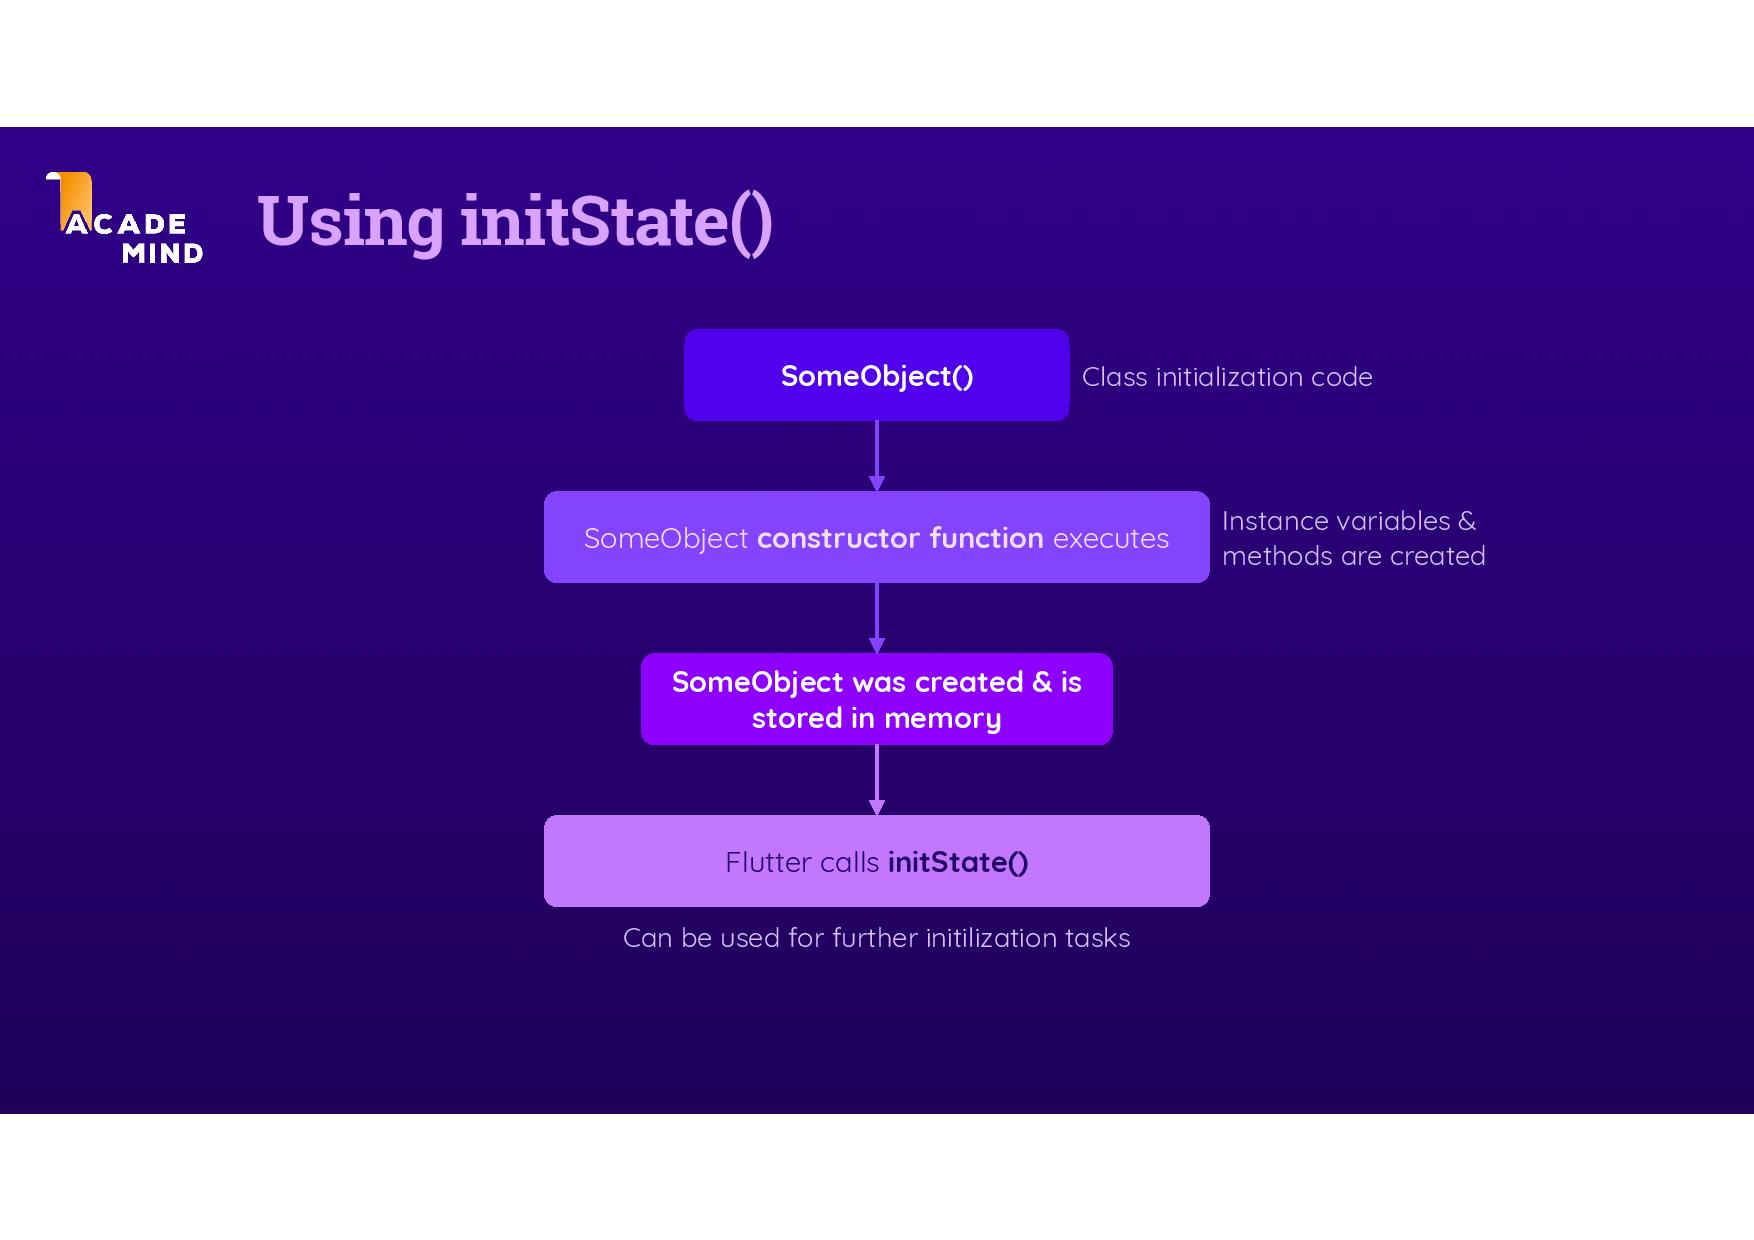 ACADE
MIND
Using initState()
SomeObject()
Class initialization code
SomeObject constructor function executes
Instance variables &
methods are created
SomeObject was created & is
stored in memory
Flutter calls initState()
Can be used for further initilization tasks